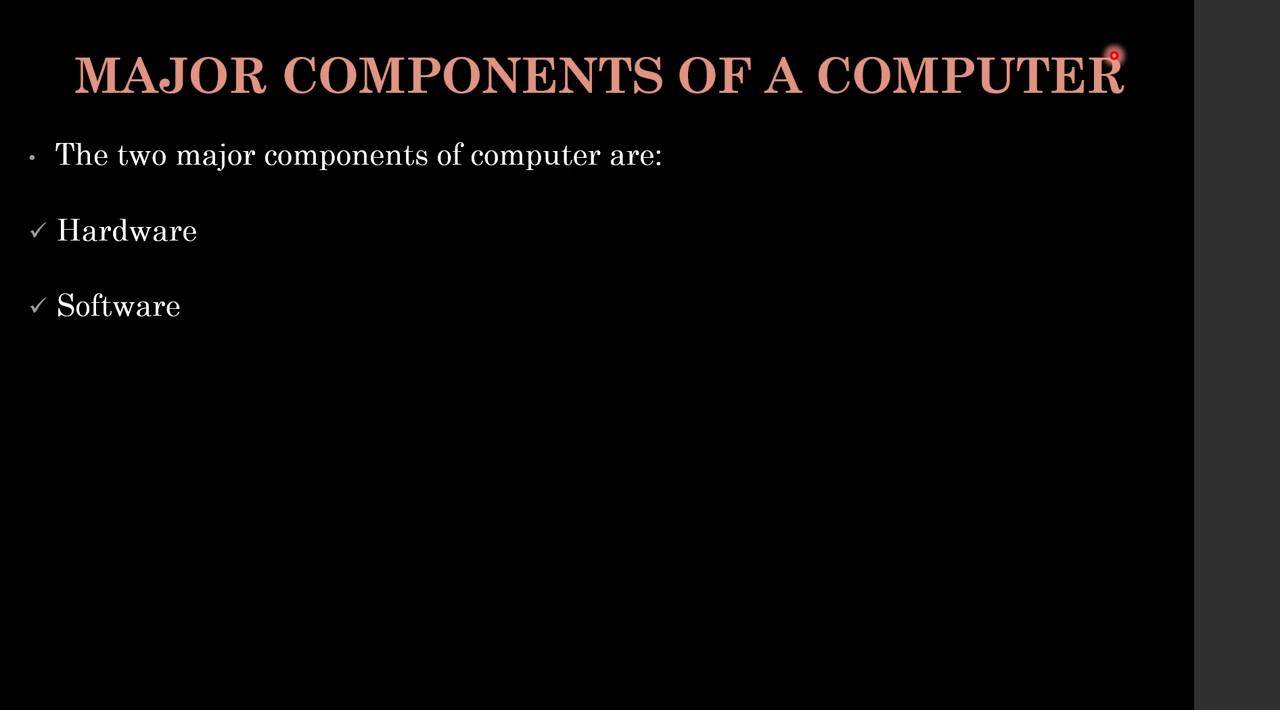 MAJOR COMPONENTS OF A COMPUTER
• The two major components of computer are:
✓ Hardware
✓ Software